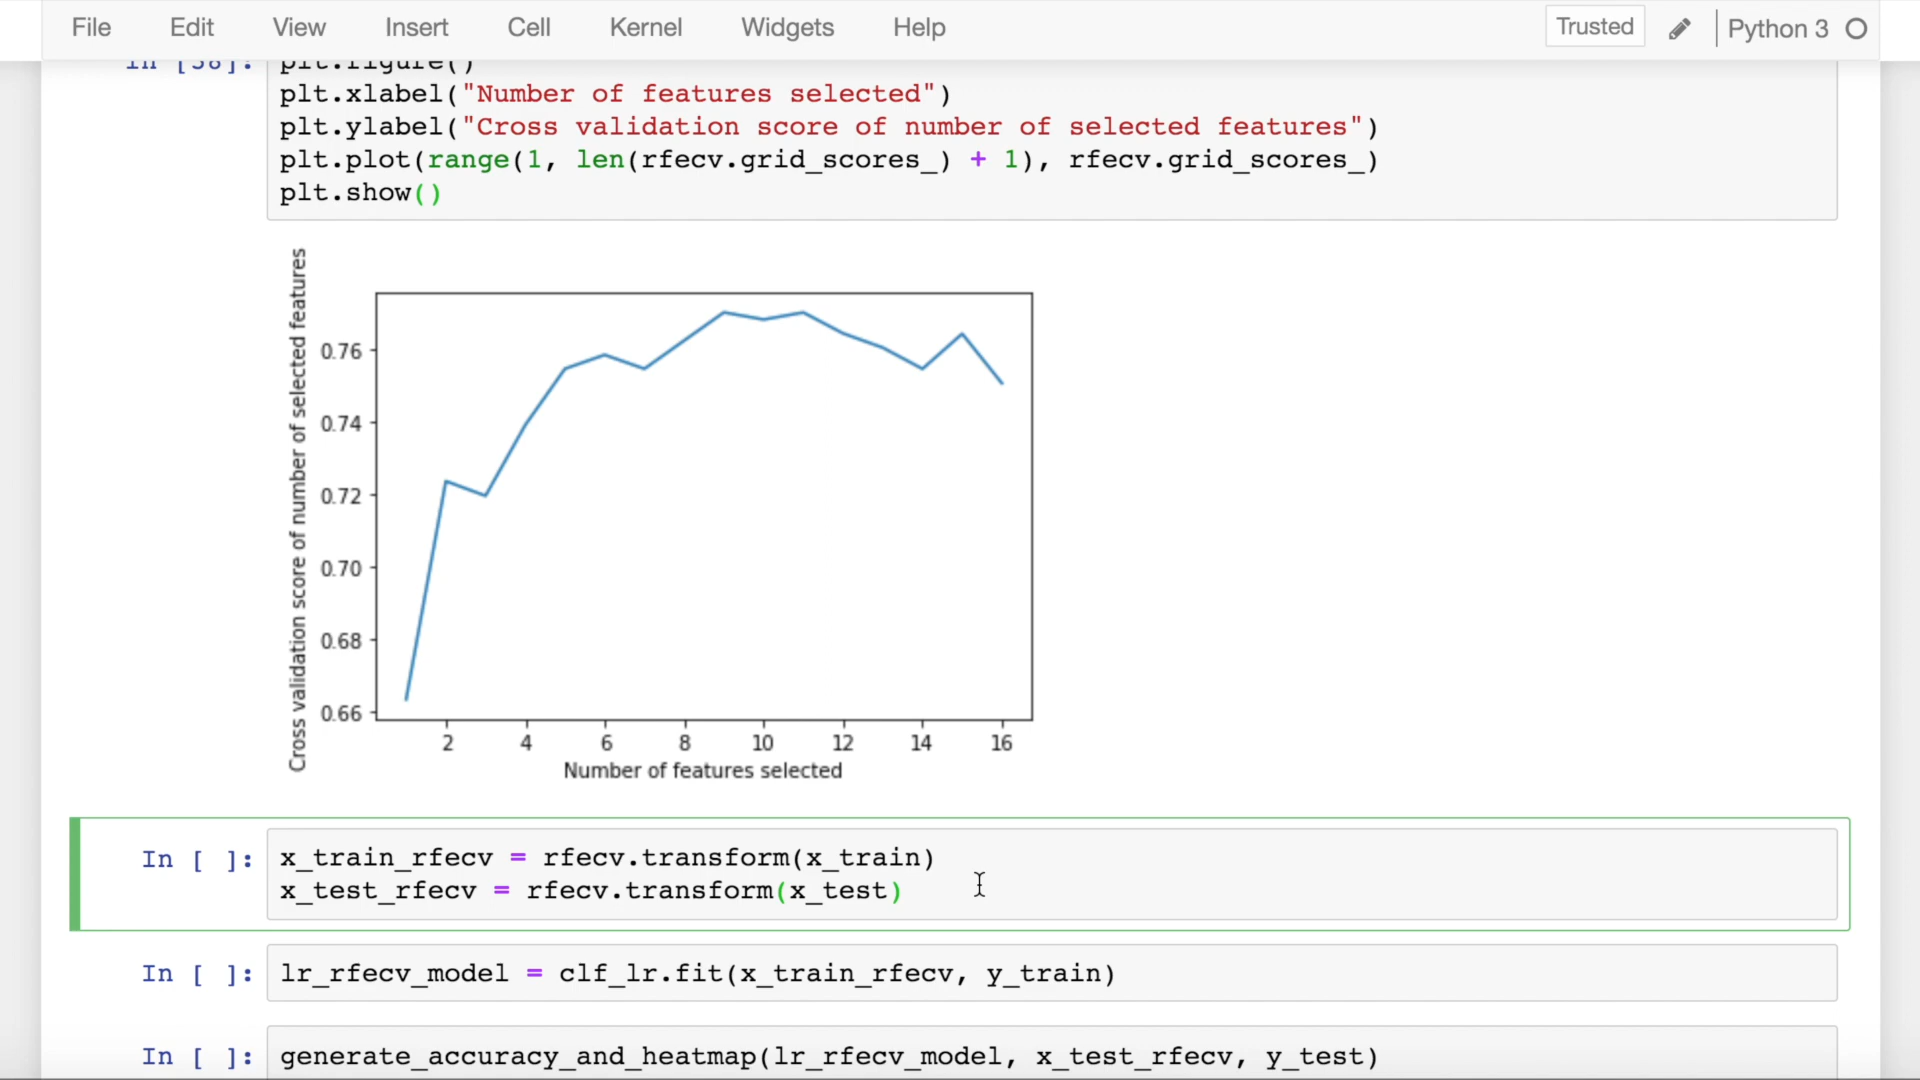 File Edit View Insert Cell Kernel Widgets Help Trusted Python 3
In [58]: plt.figure()
plt.xlabel("Number of features selected")
plt.ylabel("Cross validation score of number of selected features")
plt.plot(range(1, len(rfecv.grid_scores_) + 1), rfecv.grid_scores_)
plt.show()
Cross validation score of number of selected features
0.76
0.74
0.72
0.70
0.68
0.66
2 4 6 8 10 12 14 16
Number of features selected
In [ ]: x_train_rfecv = rfecv.transform(x_train)
x_test_rfecv = rfecv.transform(x_test)
In [ ]: lr_rfecv_model = clf_lr.fit(x_train_rfecv, y_train)
In [ ]: generate_accuracy_and_heatmap(lr_rfecv_model, x_test_rfecv, y_test)